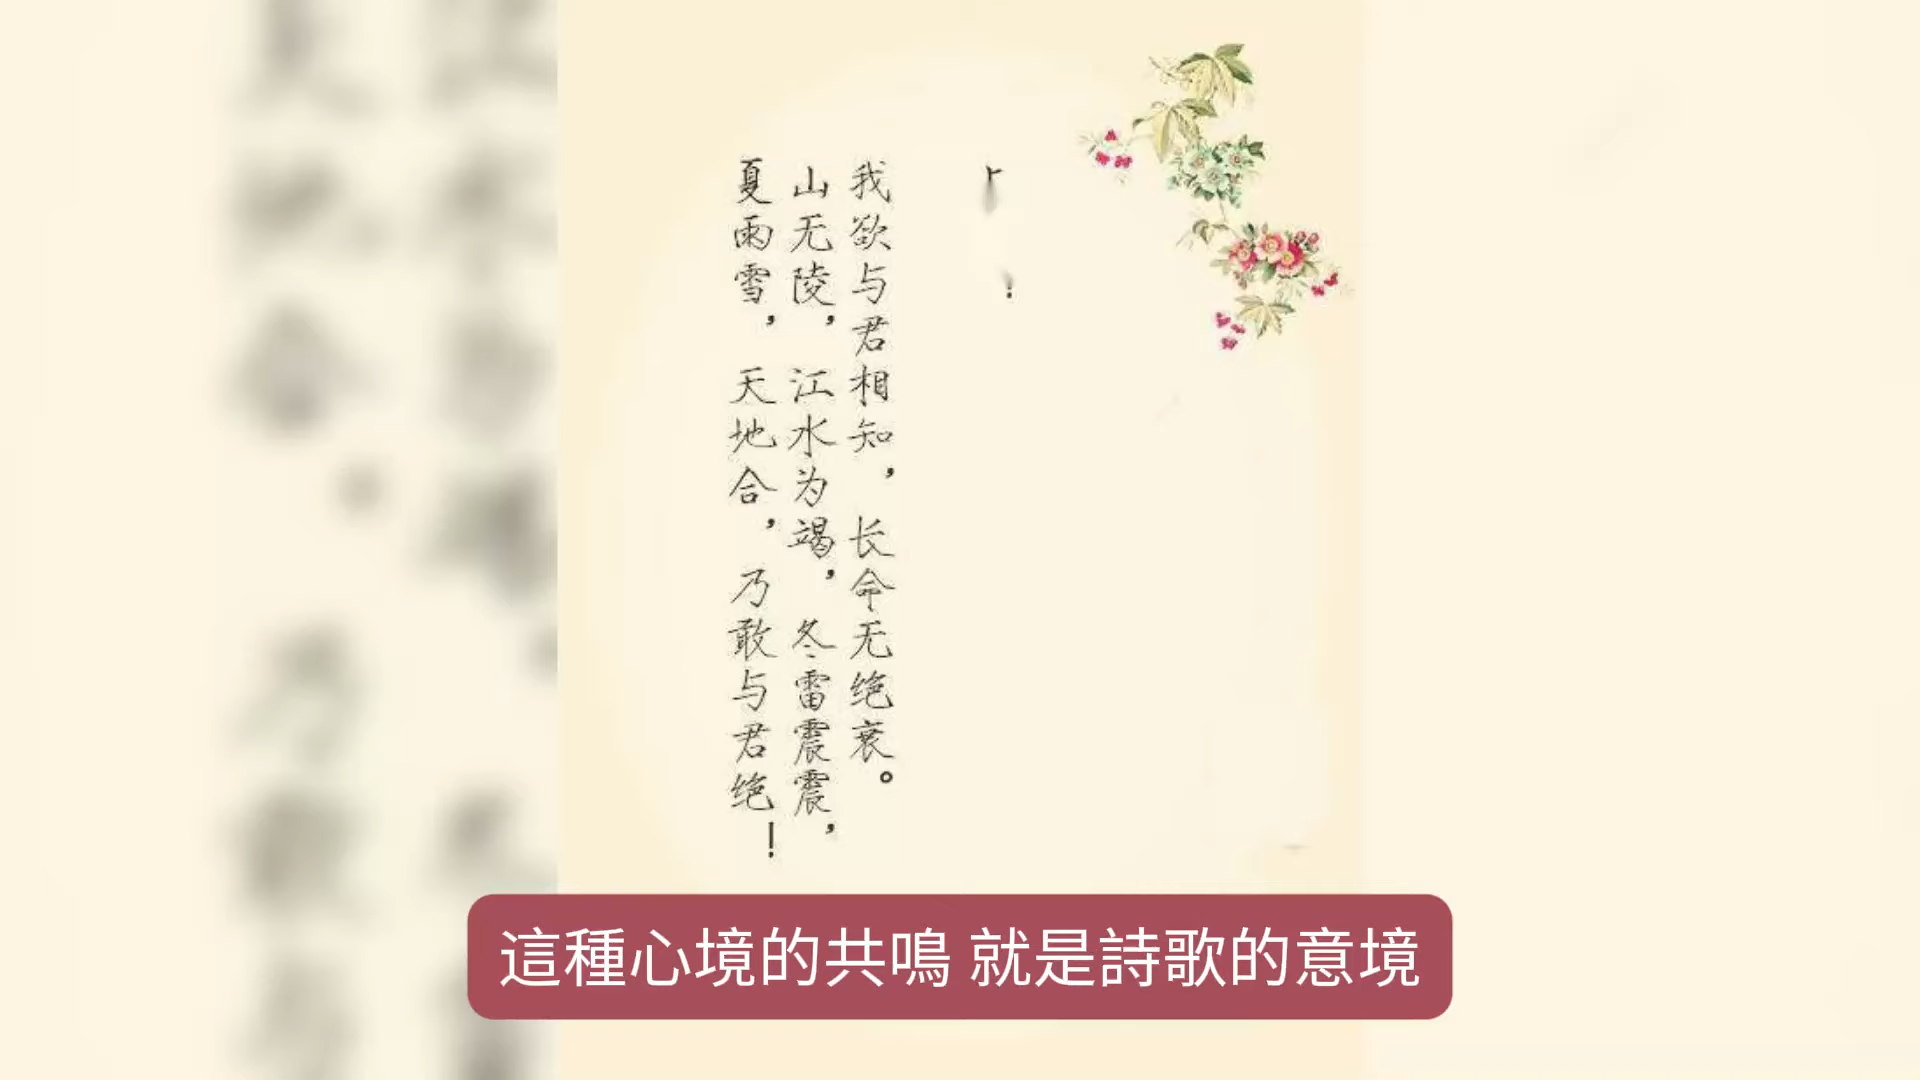 我欲与君相知，长命无绝衰。
山无陵，江水为竭，冬雷震震，
夏雨雪，天地合，乃敢与君绝！
這種心境的共鳴 就是詩歌的意境